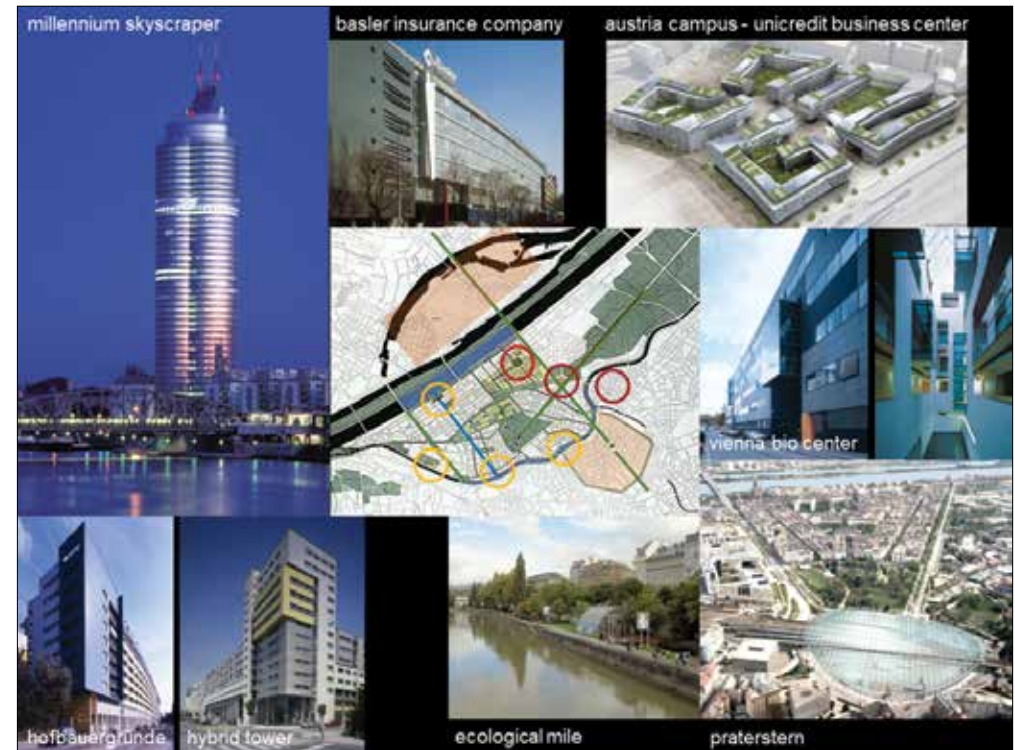 millennium skyscraper
basler insurance company
austria campus - unicredit business center
vienna bio center
hofbauergründe
hybrid tower
ecological mile
praterstern